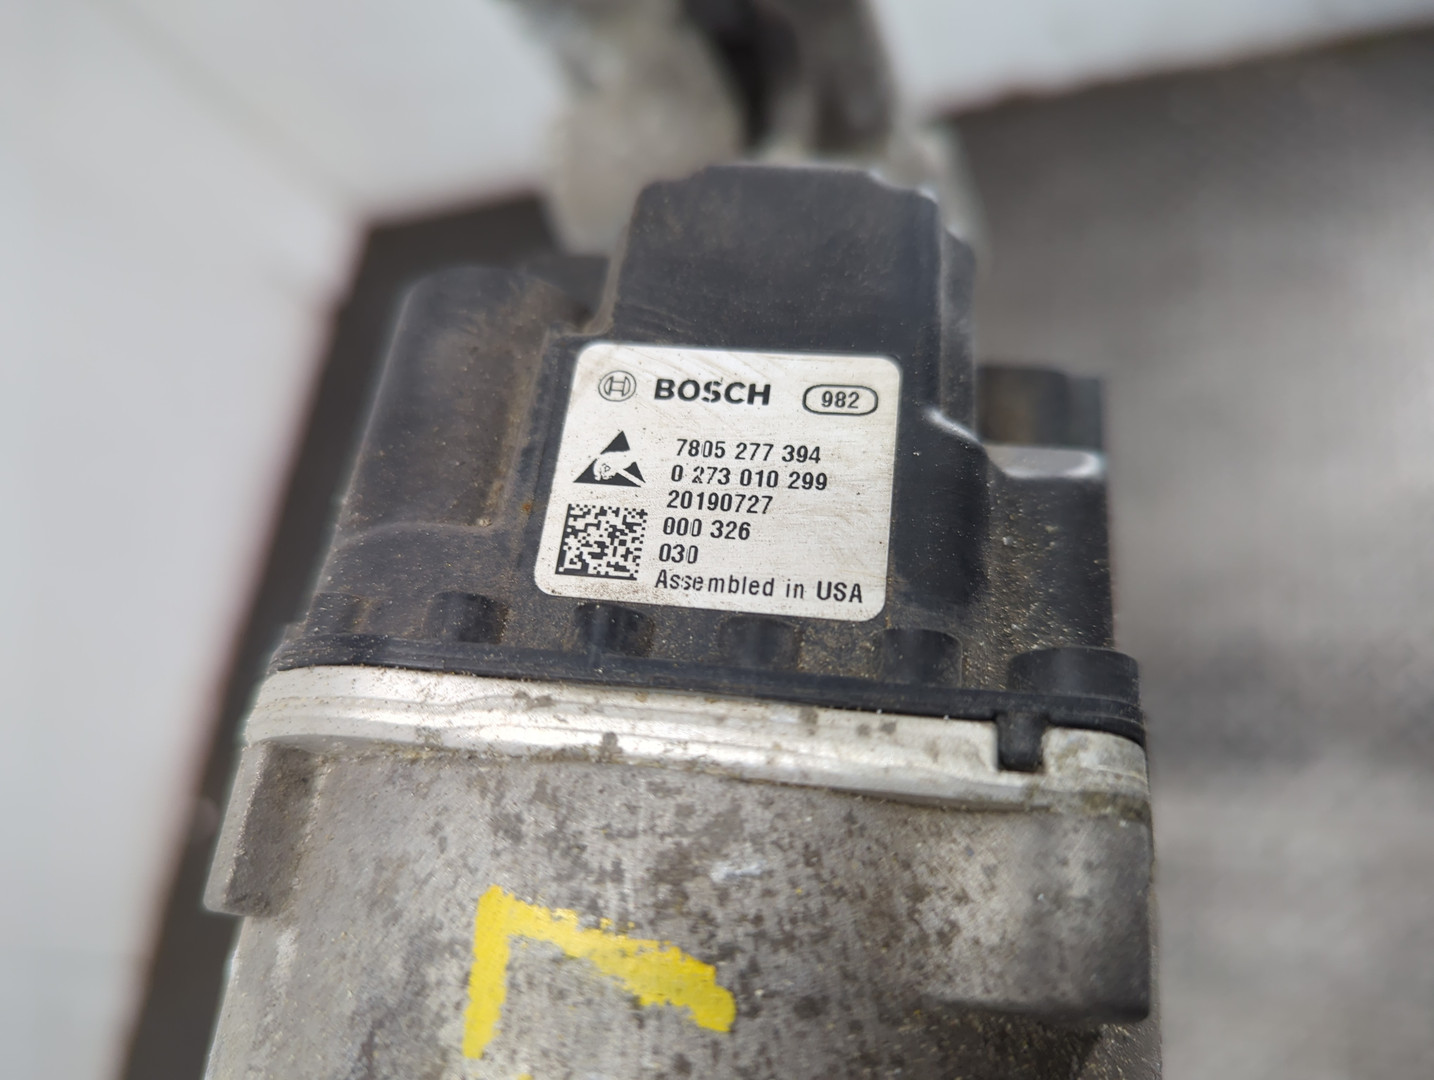 BOSCH 982
7805 277 394
0 273 010 299
20190727
000 326
030
Assembled in USA